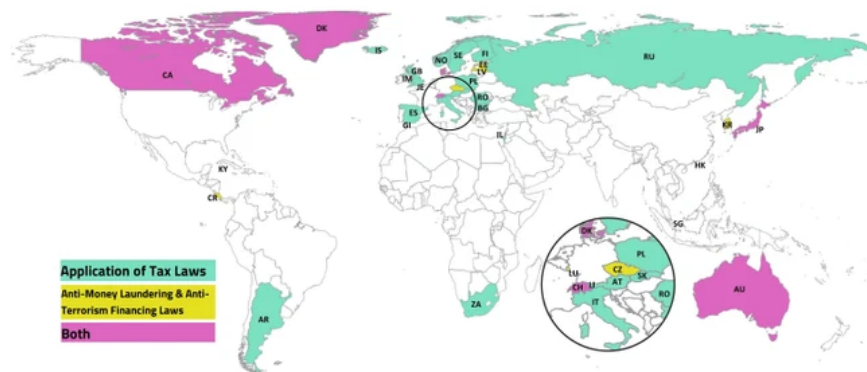 DK
IS
CA
NO
SE
FI
EE
LV
RU
GB
IM
JE
PL
RO
BG
ES
GI
IL
KR
JP
HK
KY
CR
SG
Application of Tax Laws
Anti-Money Laundering & Anti-
Terrorism Financing Laws
Both
AR
ZA
AU
DK
PL
LU
CZ
SK
CH
LI
AT
RO
IT